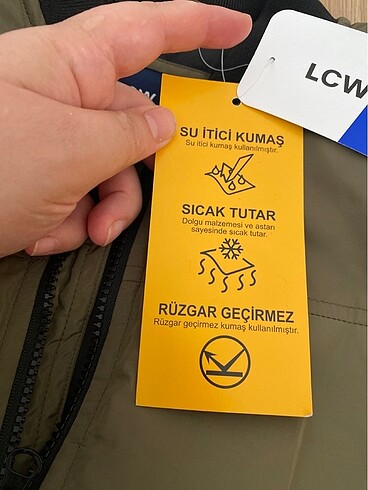 LCW
SU İTİCİ KUMAŞ
Su itici kumaş kullanılmıştır.
SICAK TUTAR
Dolgu malzemesi ve astarı
sayesinde sıcak tutar.
RÜZGAR GEÇİRMEZ
Rüzgar geçirmez kumaş kullanılmıştır.